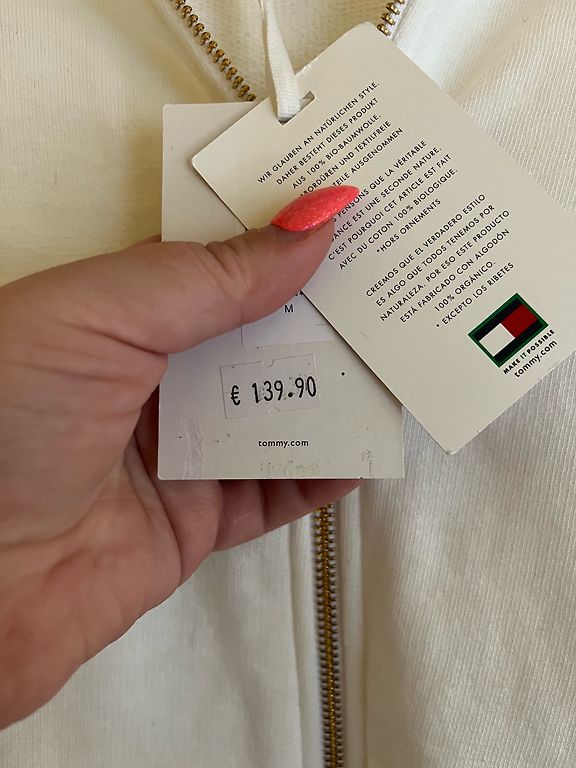 WIR GLAUBEN AN NATÜRLICHEN STYLE.
DAHER BESTEHT DIESES PRODUKT
AUS 100% BIO-BAUMWOLLE.
BORDÜREN UND TEXTILFREIE
TEILE AUSGENOMMEN
PENSONS QUE LA VÉRITABLE
EST UNE SECONDE NATURE.
C'EST POURQUOI CET ARTICLE EST FAIT
AVEC DU COTON 100% BIOLOGIQUE.
*HORS ORNEMENTS
CREEMOS QUE EL VERDADERO ESTILO
ES ALGO QUE TODOS TENEMOS POR
NATURALEZA. POR ESO ESTE PRODUCTO
ESTÁ FABRICADO CON ALGODÓN
100% ORGÁNICO.
* EXCEPTO LOS RIBETES
MAKE IT POSSIBLE
tommy.com
M
€ 139.90
tommy.com